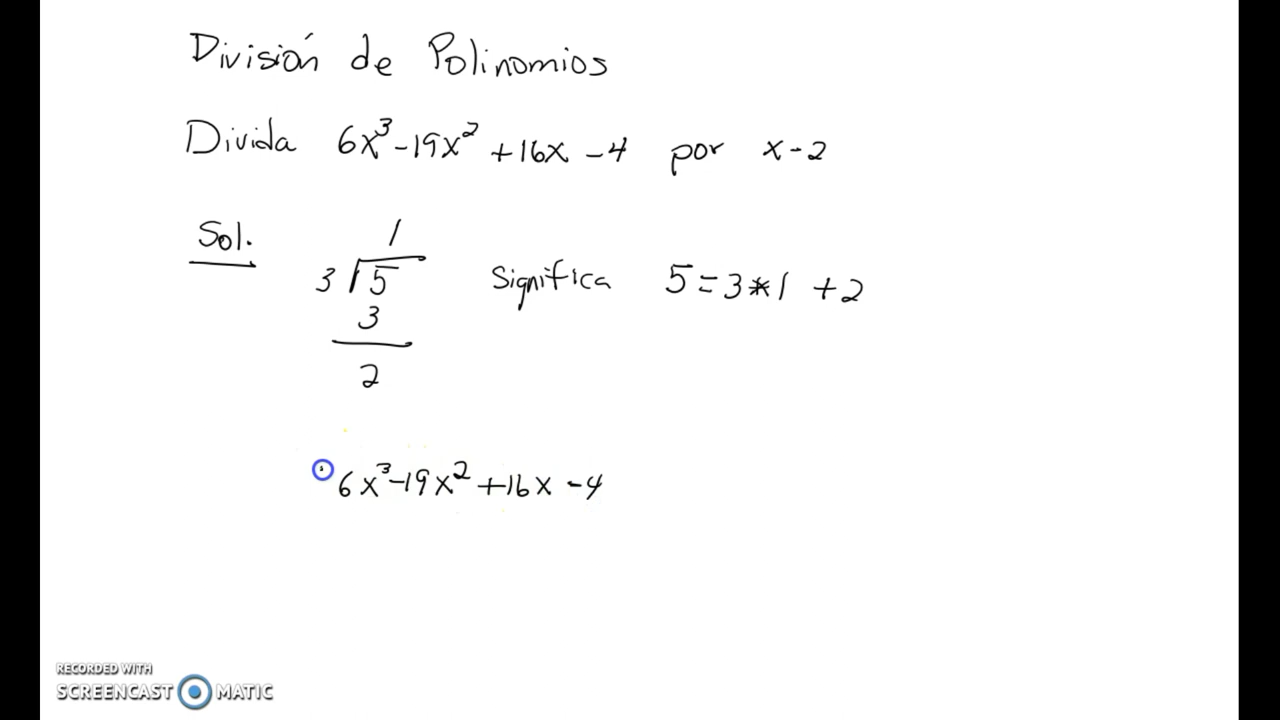 División de Polinomios
Divida 6x³-19x²+16x-4 por x-2
Sol.
1
3 5 Significa 5=3*1+2
3
2
6x³-19x²+16x-4
RECORDED WITH
SCREENCAST MATIC